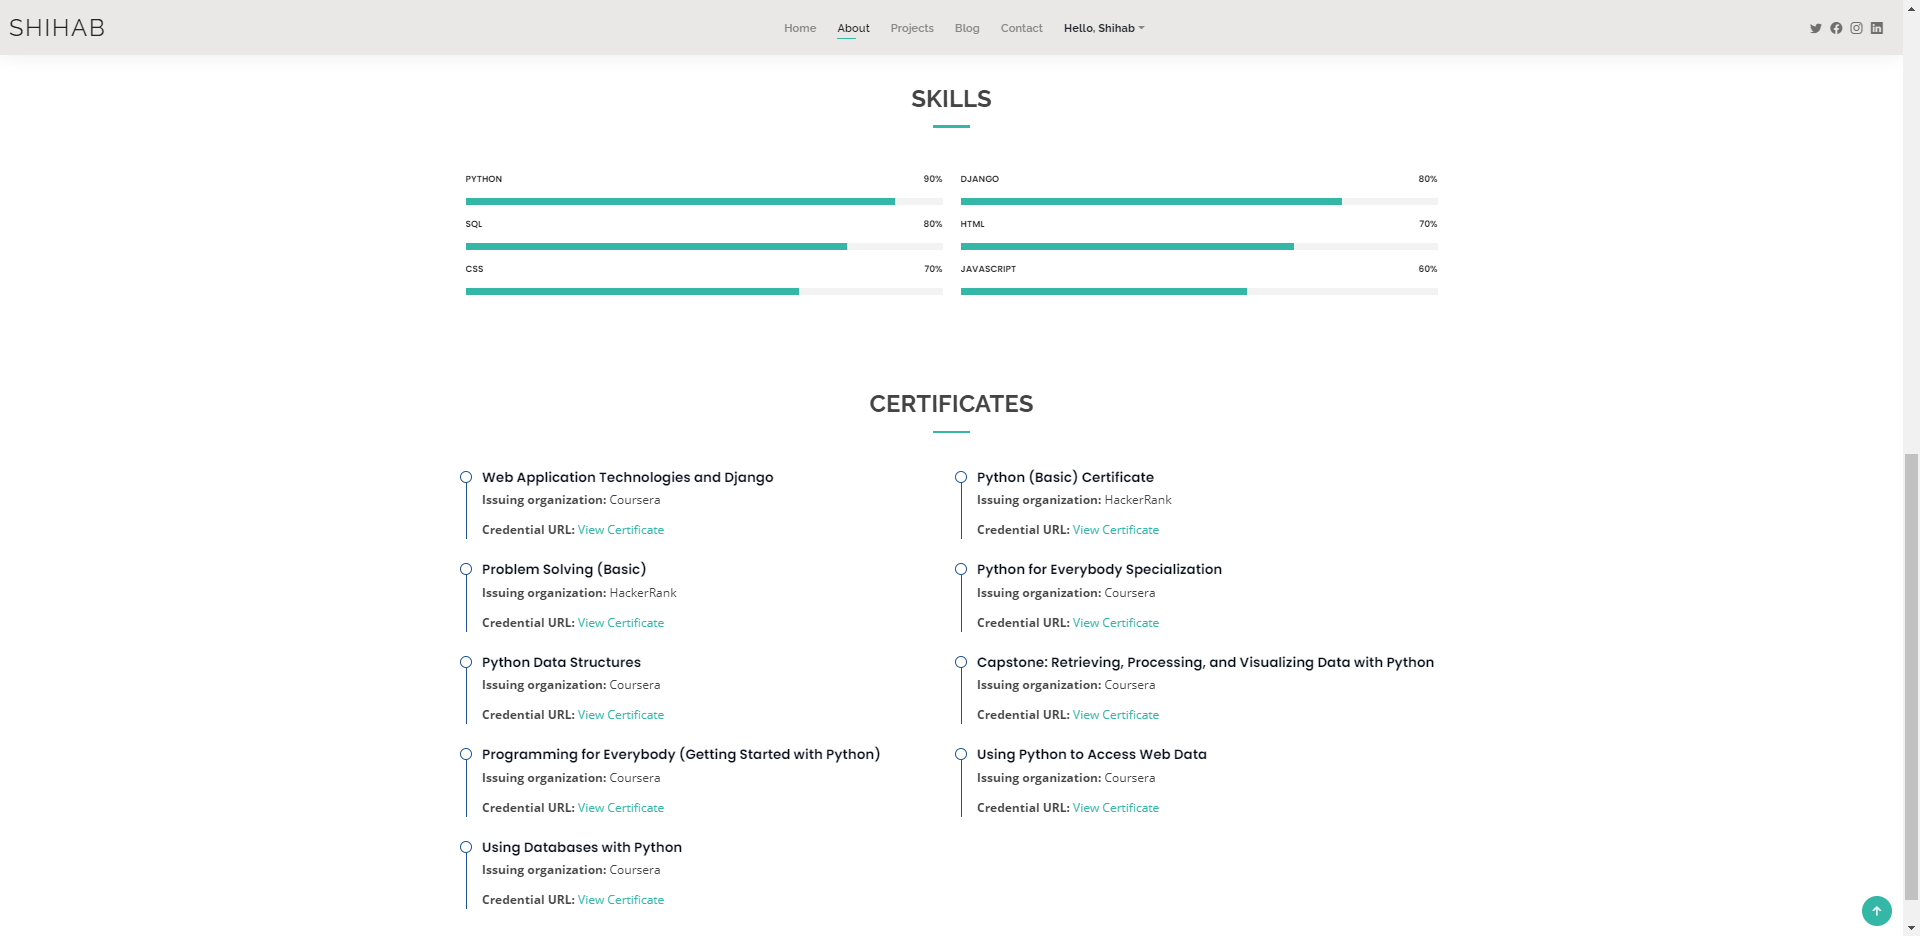 SHIHAB
Home About Projects Blog Contact Hello, Shihab
SKILLS
PYTHON 90%
DJANGO 80%
SQL 80%
HTML 70%
CSS 70%
JAVASCRIPT 60%
CERTIFICATES
Web Application Technologies and Django
Issuing organization: Coursera
Credential URL: View Certificate
Python (Basic) Certificate
Issuing organization: HackerRank
Credential URL: View Certificate
Problem Solving (Basic)
Issuing organization: HackerRank
Credential URL: View Certificate
Python for Everybody Specialization
Issuing organization: Coursera
Credential URL: View Certificate
Python Data Structures
Issuing organization: Coursera
Credential URL: View Certificate
Capstone: Retrieving, Processing, and Visualizing Data with Python
Issuing organization: Coursera
Credential URL: View Certificate
Programming for Everybody (Getting Started with Python)
Issuing organization: Coursera
Credential URL: View Certificate
Using Python to Access Web Data
Issuing organization: Coursera
Credential URL: View Certificate
Using Databases with Python
Issuing organization: Coursera
Credential URL: View Certificate